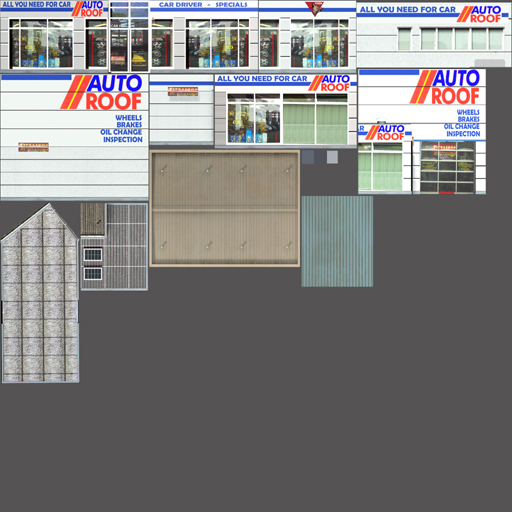 ALL YOU NEED FOR CAR
AUTO
ROOF
CAR DRIVER - SPECIALS
ALL YOU NEED FOR CAR
AUTO
ROOF
AUTO
ROOF
WHEELS
BRAKES
OIL CHANGE
INSPECTION
ALL YOU NEED FOR CAR
AUTO
ROOF
AUTO
ROOF
WHEELS
BRAKES
OIL CHANGE
INSPECTION
R
AUTO
ROOF